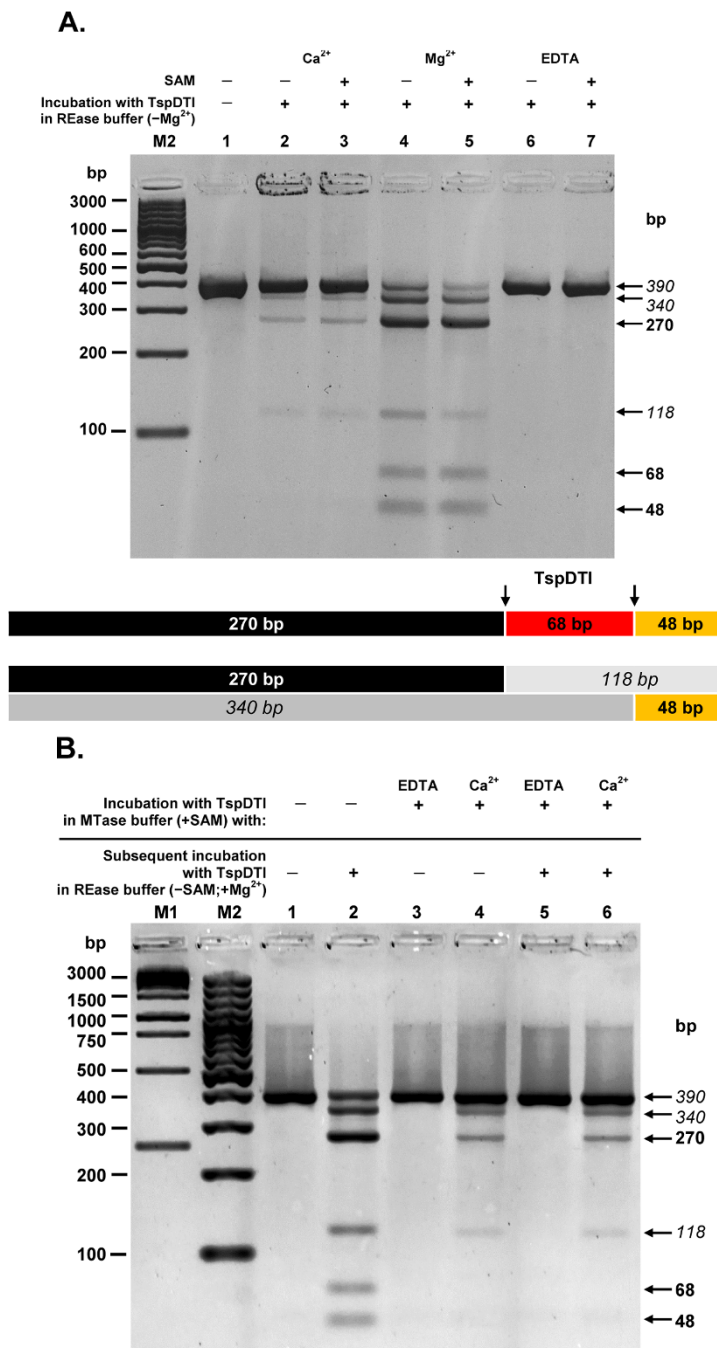 A.
Ca2+ Mg2+ EDTA
SAM – – + – + – +
Incubation with TspDTI – + + + + + +
in REase buffer (–Mg2+)
M2 1 2 3 4 5 6 7
bp
bp
3000
1000
600
500
400
300
200
100
390
340
270
118
68
48
TspDTI
270 bp 68 bp 48 bp
270 bp 118 bp
340 bp 48 bp
B.
EDTA Ca2+ EDTA Ca2+
Incubation with TspDTI – – + + + +
in MTase buffer (+SAM) with:
Subsequent incubation
with TspDTI – + – – + +
in REase buffer (–SAM;+Mg2+)
M1 M2 1 2 3 4 5 6
bp
bp
3000
1500
1000
750
500
400
300
200
100
390
340
270
118
68
48